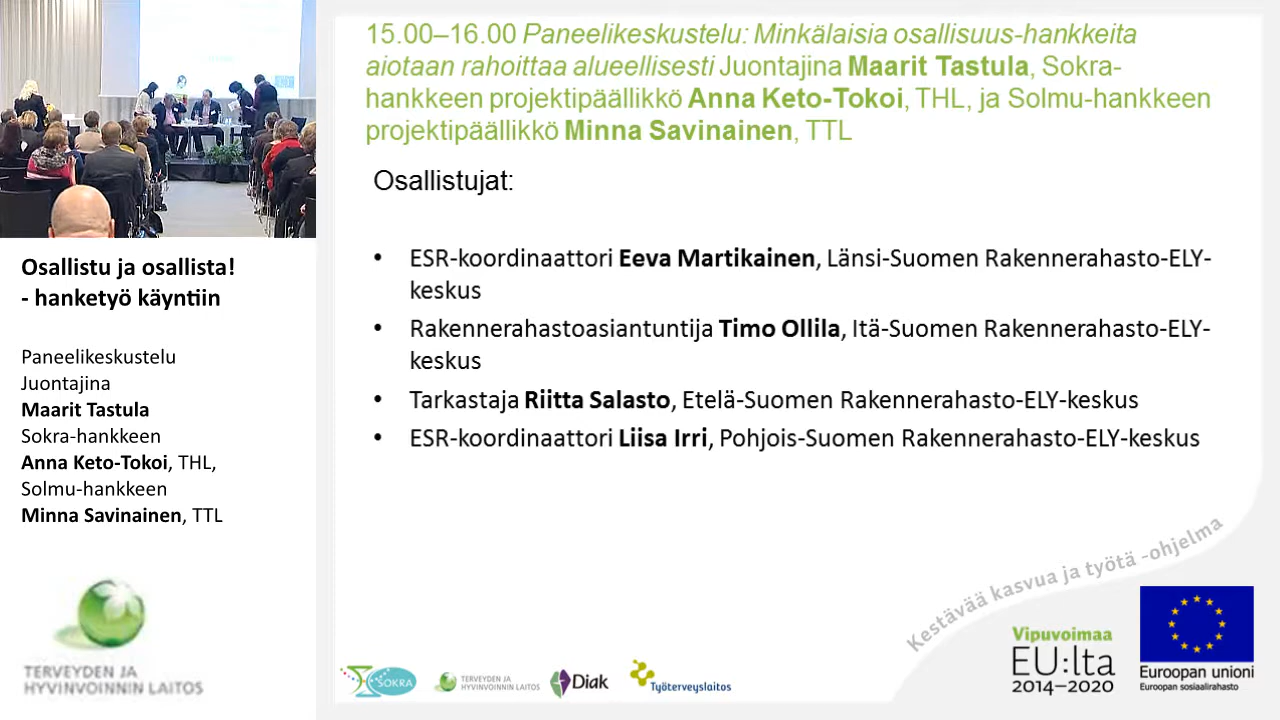 15.00–16.00 Paneelikeskustelu: Minkälaisia osallisuus-hankkeita
aiotaan rahoittaa alueellisesti Juontajina Maarit Tastula, Sokra-
hankkeen projektipäällikkö Anna Keto-Tokoi, THL, ja Solmu-hankkeen
projektipäällikkö Minna Savinainen, TTL
Osallistujat:
• ESR-koordinaattori Eeva Martikainen, Länsi-Suomen Rakennerahasto-ELY-
keskus
• Rakennerahastoasiantuntija Timo Ollila, Itä-Suomen Rakennerahasto-ELY-
keskus
• Tarkastaja Riitta Salasto, Etelä-Suomen Rakennerahasto-ELY-keskus
• ESR-koordinaattori Liisa Irri, Pohjois-Suomen Rakennerahasto-ELY-keskus
Osallistu ja osallista!
- hanketyö käyntiin
Paneelikeskustelu
Juontajina
Maarit Tastula
Sokra-hankkeen
Anna Keto-Tokoi, THL,
Solmu-hankkeen
Minna Savinainen, TTL
TERVEYDEN JA
HYVINVOINNIN LAITOS
SOKRA
TERVEYDEN JA
HYVINVOINNIN LAITOS
Diak
Työterveyslaitos
Kestävää kasvua ja työtä -ohjelma
Vipuvoimaa
EU:lta
2014–2020
Euroopan unioni
Euroopan sosiaalirahasto